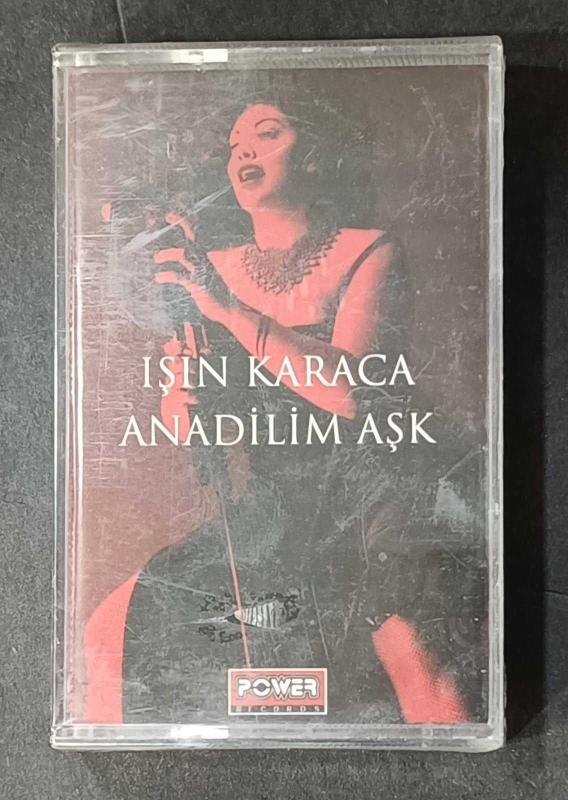 IŞIN KARACA
ANADİLİM AŞK
POWER
RECORDS